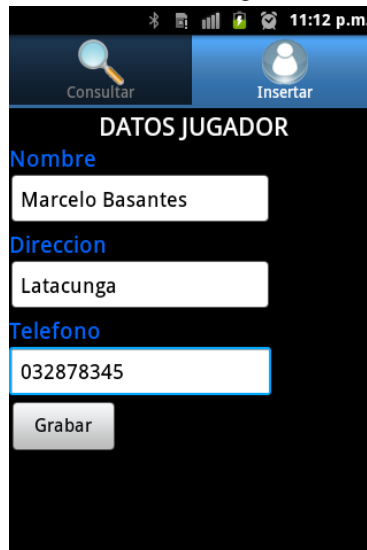 11:12 p.m.
Consultar Insertar
DATOS JUGADOR
Nombre
Marcelo Basantes
Direccion
Latacunga
Telefono
032878345
Grabar